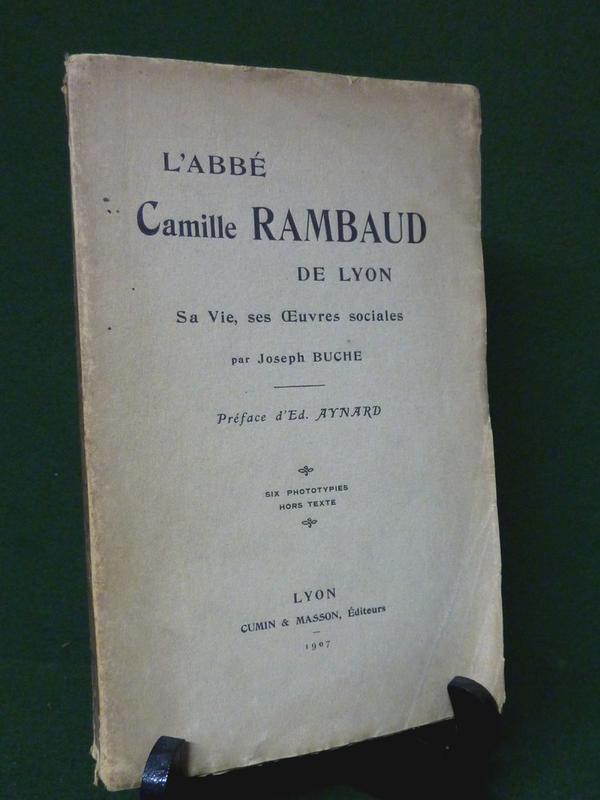 L'ABBÉ
Camille RAMBAUD
DE LYON
Sa Vie, ses Œuvres sociales
par Joseph BUCHE
Préface d'Ed. AYNARD
SIX PHOTOTYPIES
HORS TEXTE
LYON
CUMIN & MASSON, Éditeurs
1907